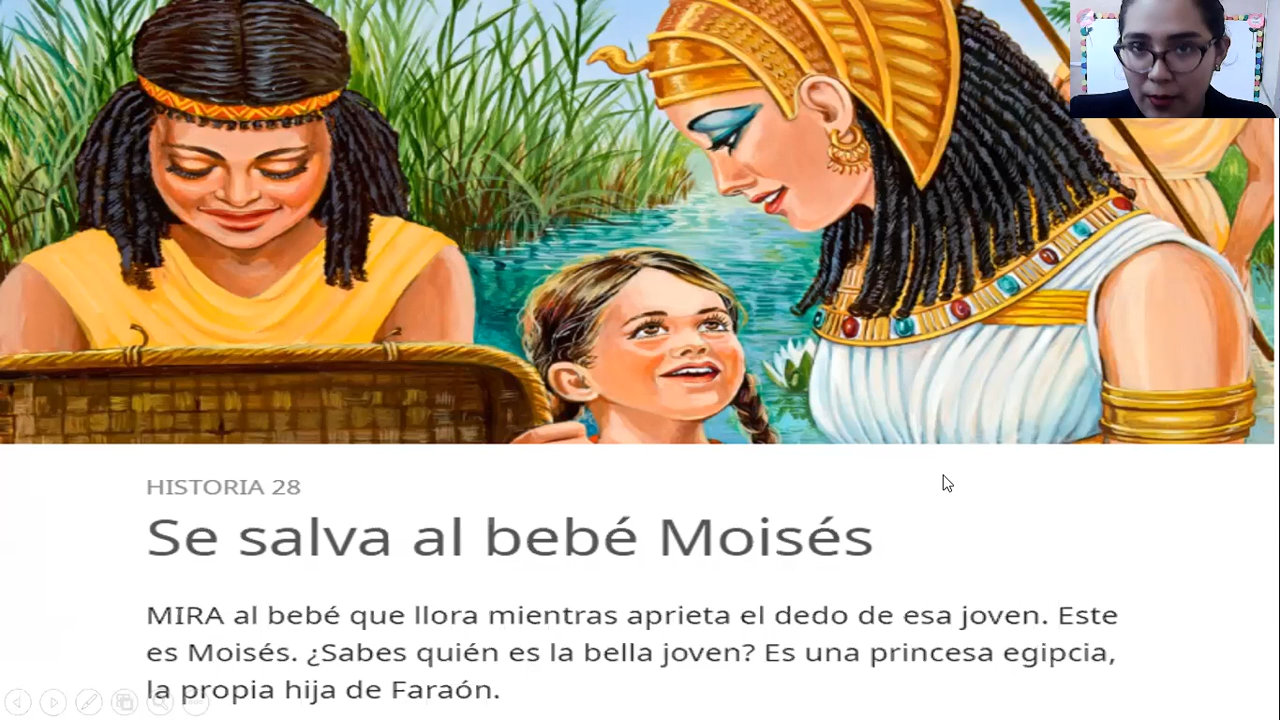 HISTORIA 28
Se salva al bebé Moisés
MIRA al bebé que llora mientras aprieta el dedo de esa joven. Este
es Moisés. ¿Sabes quién es la bella joven? Es una princesa egipcia,
la propia hija de Faraón.